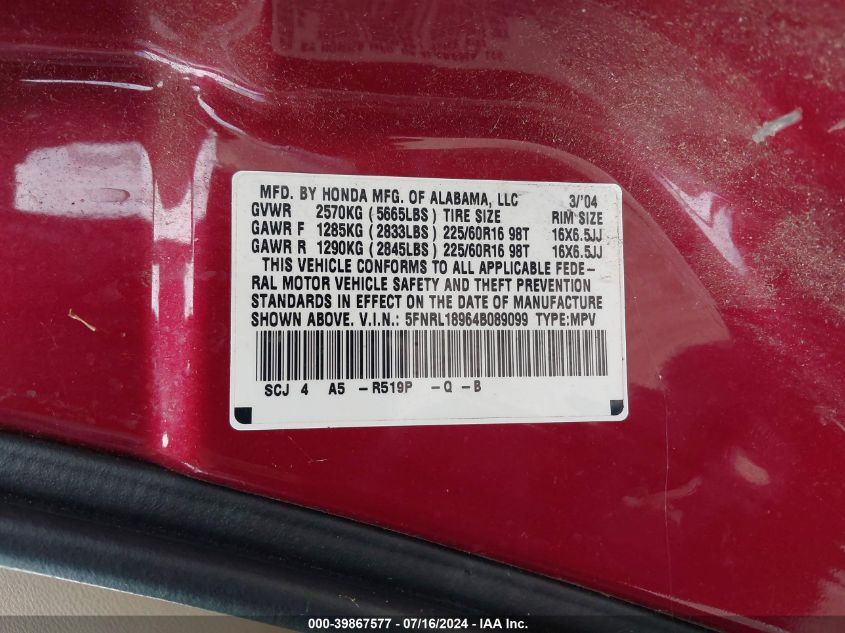 MFD. BY HONDA MFG. OF ALABAMA, LLC 3/'04
GVWR 2570KG (5665LBS) TIRE SIZE RIM SIZE
GAWR F 1285KG (2833LBS) 225/60R16 98T 16X6.5JJ
GAWR R 1290KG (2845LBS) 225/60R16 98T 16X6.5JJ
THIS VEHICLE CONFORMS TO ALL APPLICABLE FEDE-
RAL MOTOR VEHICLE SAFETY AND THEFT PREVENTION
STANDARDS IN EFFECT ON THE DATE OF MANUFACTURE
SHOWN ABOVE. V.I.N.: 5FNRL18964B089099 TYPE:MPV
SCJ 4 A5 -R519P -Q -B
000-39867577 - 07/16/2024 - IAA Inc.